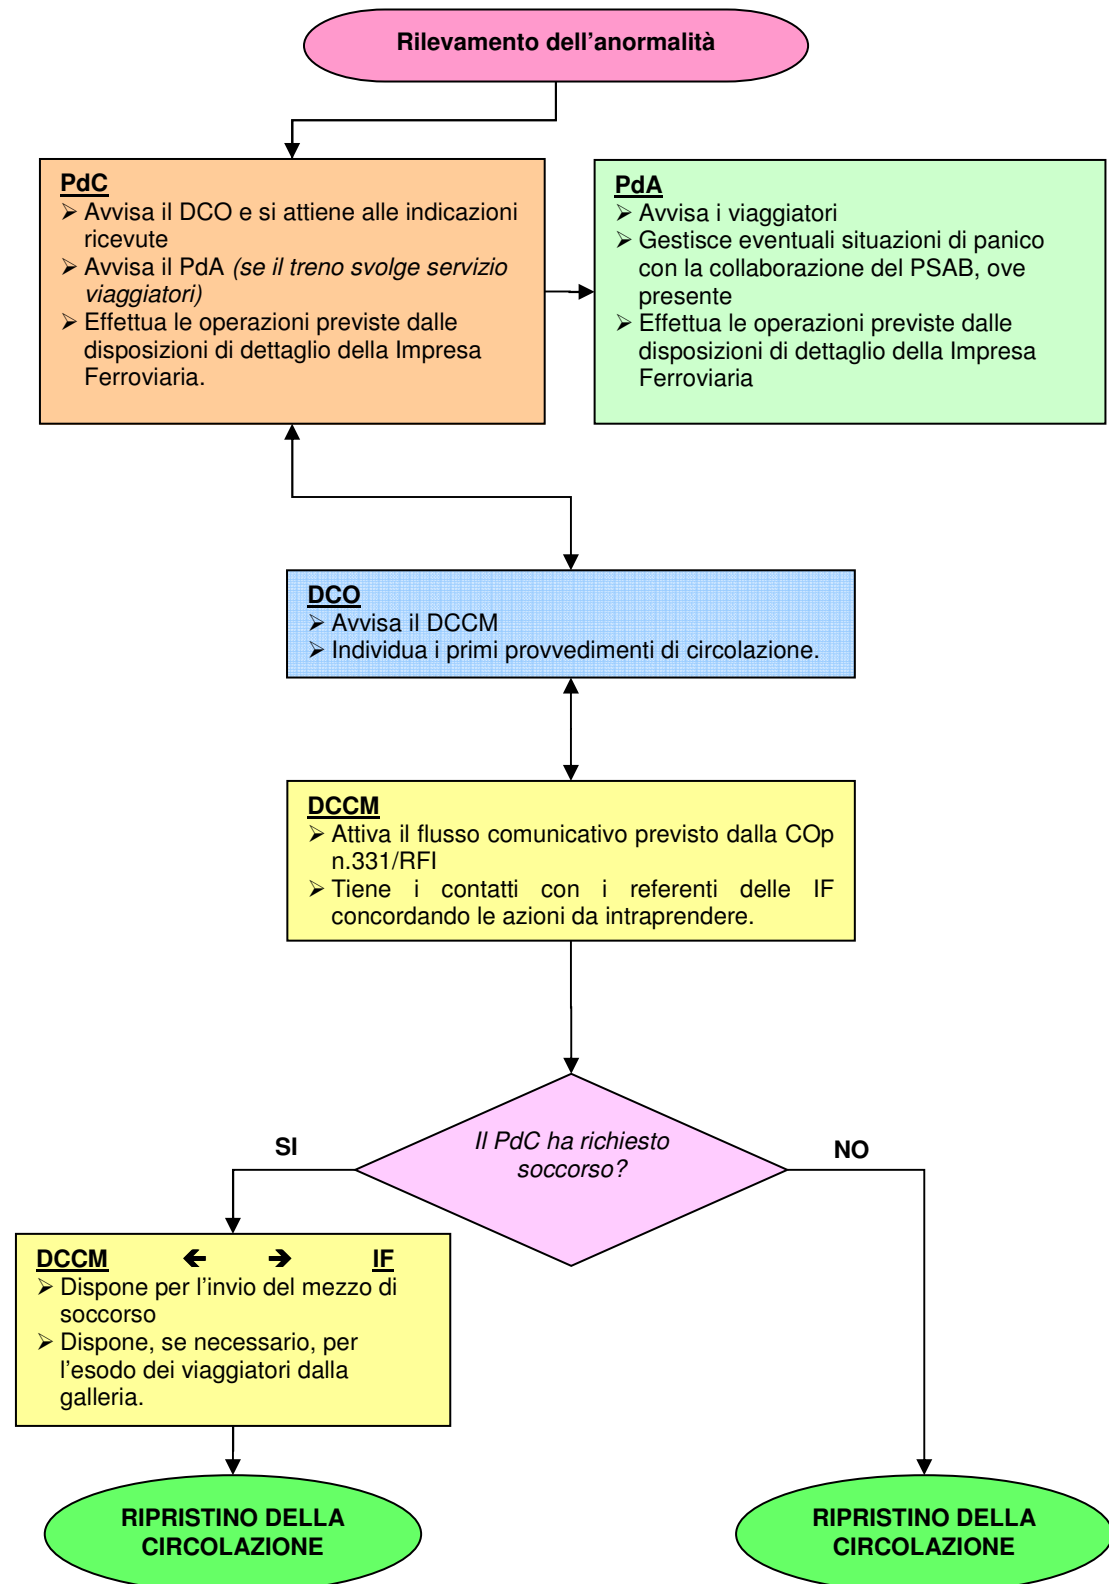 Rilevamento dell'anormalità
PdC
➢ Avvisa il DCO e si attiene alle indicazioni
ricevute
➢ Avvisa il PdA (se il treno svolge servizio
viaggiatori)
➢ Effettua le operazioni previste dalle
disposizioni di dettaglio della Impresa
Ferroviaria.
PdA
➢ Avvisa i viaggiatori
➢ Gestisce eventuali situazioni di panico
con la collaborazione del PSAB, ove
presente
➢ Effettua le operazioni previste dalle
disposizioni di dettaglio della Impresa
Ferroviaria
DCO
➢ Avvisa il DCCM
➢ Individua i primi provvedimenti di circolazione.
DCCM
➢ Attiva il flusso comunicativo previsto dalla COp
n.331/RFI
➢ Tiene i contatti con i referenti delle IF
concordando le azioni da intraprendere.
Il PdC ha richiesto
soccorso?
SI
NO
DCCM 🡸 🡺 IF
➢ Dispone per l'invio del mezzo di
soccorso
➢ Dispone, se necessario, per
l'esodo dei viaggiatori dalla
galleria.
RIPRISTINO DELLA
CIRCOLAZIONE
RIPRISTINO DELLA
CIRCOLAZIONE